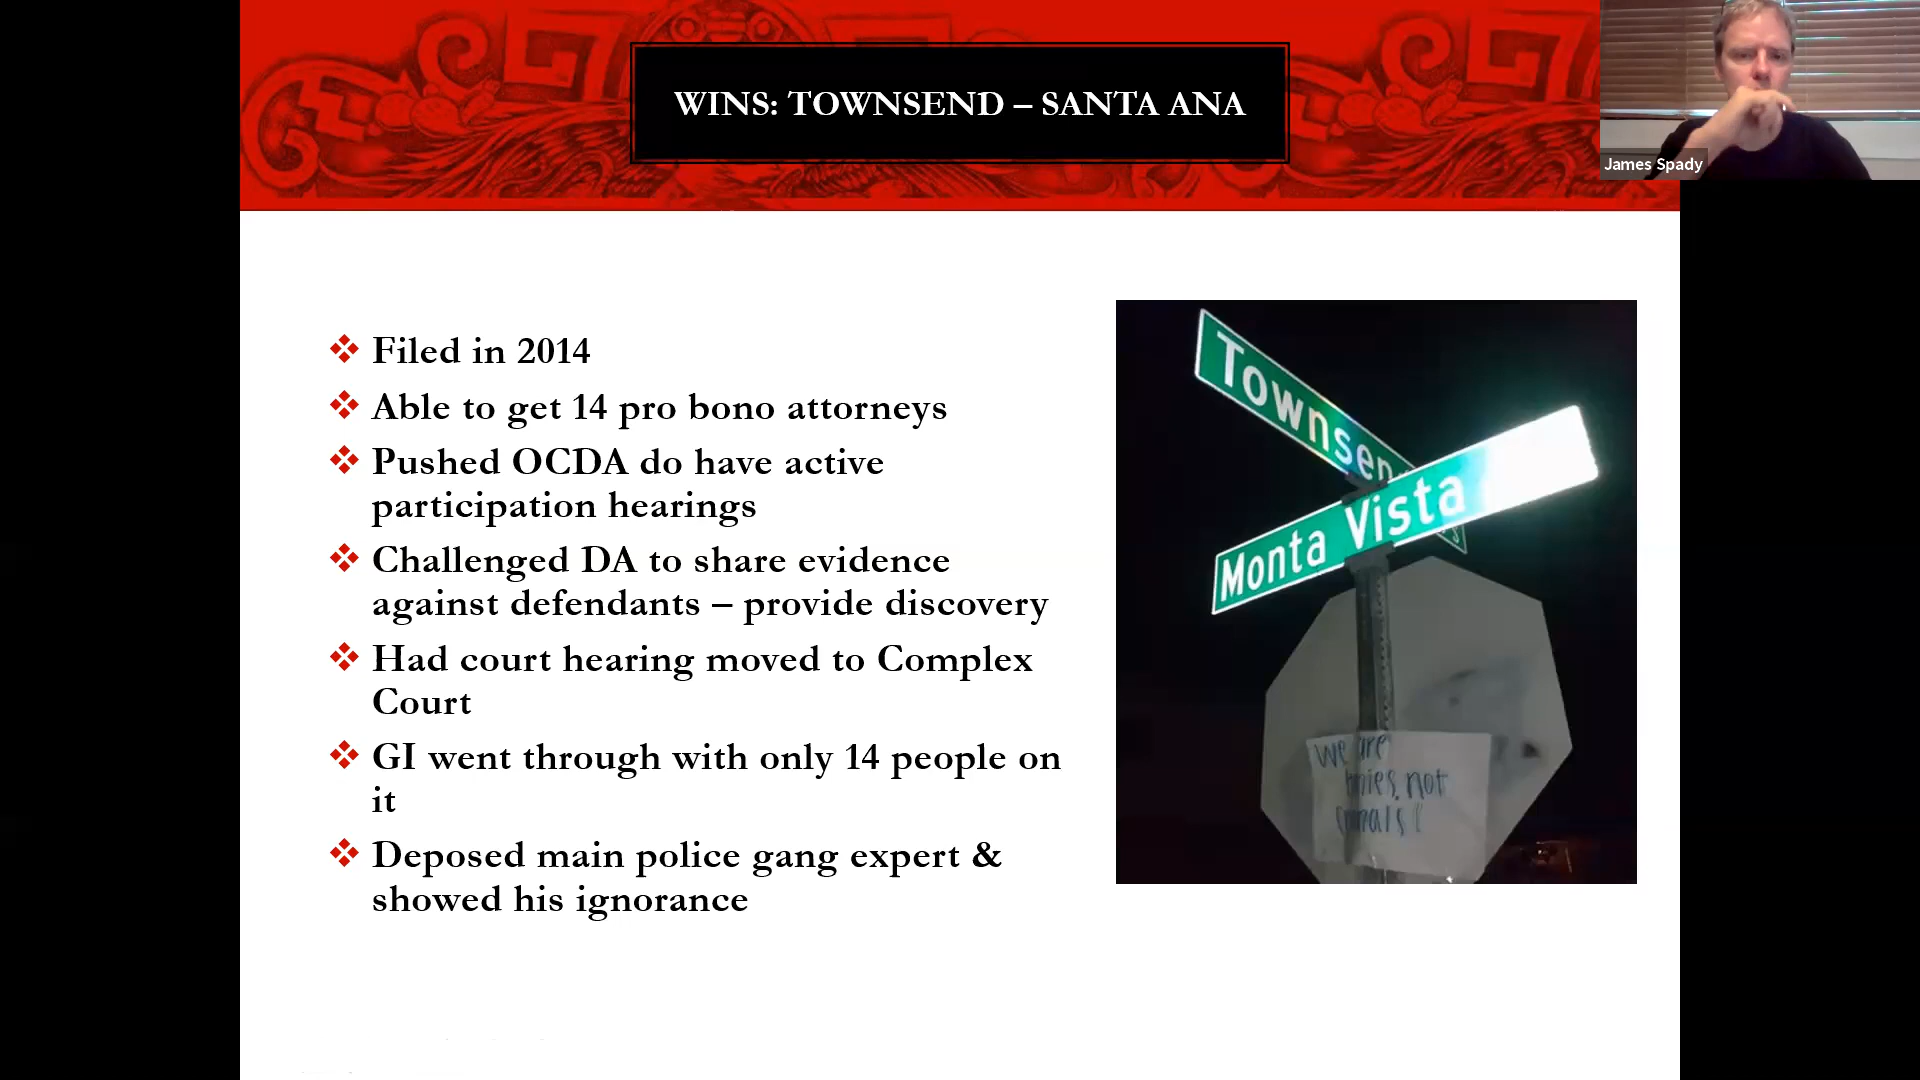 WINS: TOWNSEND – SANTA ANA
James Spady
Filed in 2014
Able to get 14 pro bono attorneys
Pushed OCDA do have active
participation hearings
Challenged DA to share evidence
against defendants – provide discovery
Had court hearing moved to Complex
Court
GI went through with only 14 people on
it
Deposed main police gang expert &
showed his ignorance
Townsen
Monta Vista
we are
not